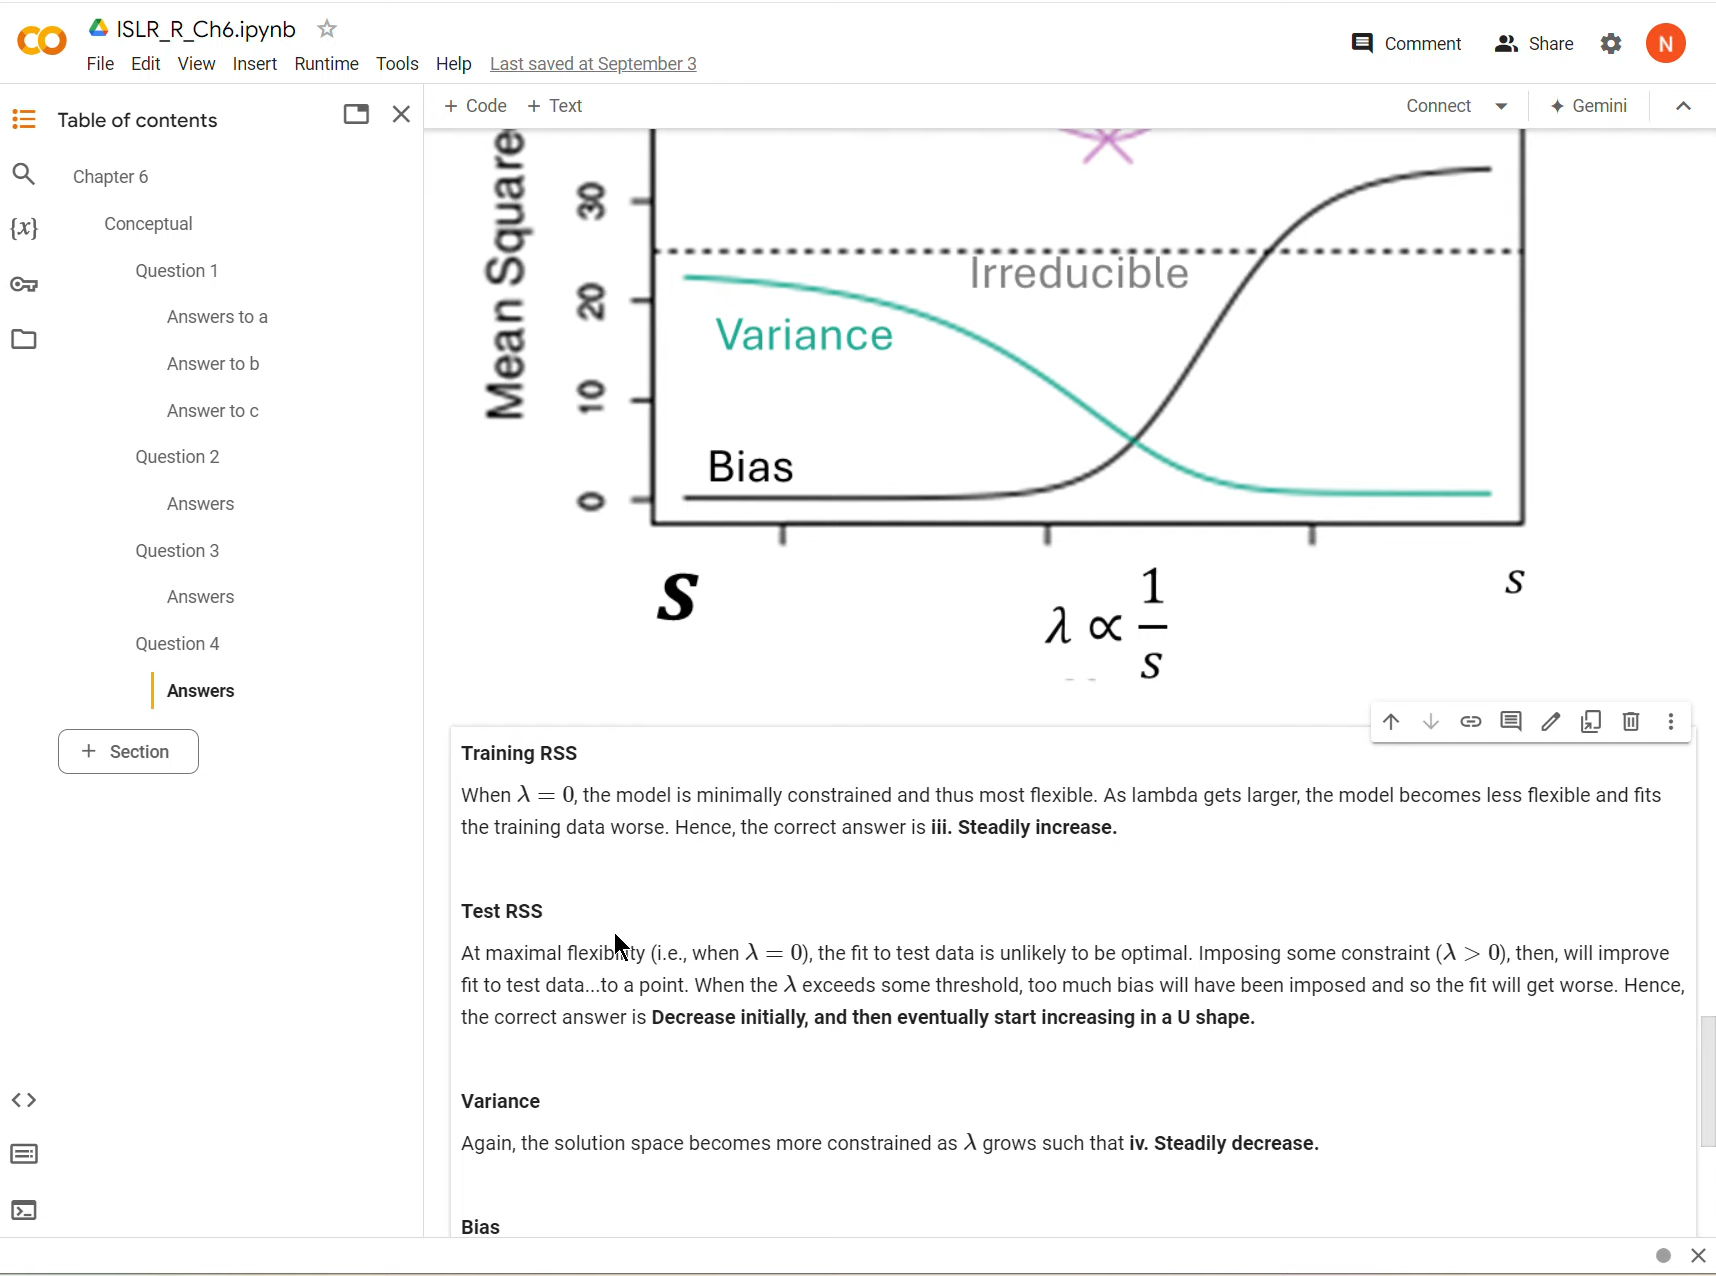 ISLR_R_Ch6.ipynb
File Edit View Insert Runtime Tools Help Last saved at September 3
Comment Share N
Table of contents
+ Code + Text
Connect Gemini
Chapter 6
Conceptual
Question 1
Answers to a
Answer to b
Answer to c
Question 2
Answers
Question 3
Answers
Question 4
Answers
+ Section
{x}
Mean Square
30
20
10
0
Irreducible
Variance
Bias
s
λ ∝ 1/s
s
Training RSS
When λ = 0, the model is minimally constrained and thus most flexible. As lambda gets larger, the model becomes less flexible and fits
the training data worse. Hence, the correct answer is iii. Steadily increase.
Test RSS
At maximal flexibility (i.e., when λ = 0), the fit to test data is unlikely to be optimal. Imposing some constraint (λ > 0), then, will improve
fit to test data...to a point. When the λ exceeds some threshold, too much bias will have been imposed and so the fit will get worse. Hence,
the correct answer is Decrease initially, and then eventually start increasing in a U shape.
Variance
Again, the solution space becomes more constrained as λ grows such that iv. Steadily decrease.
Bias